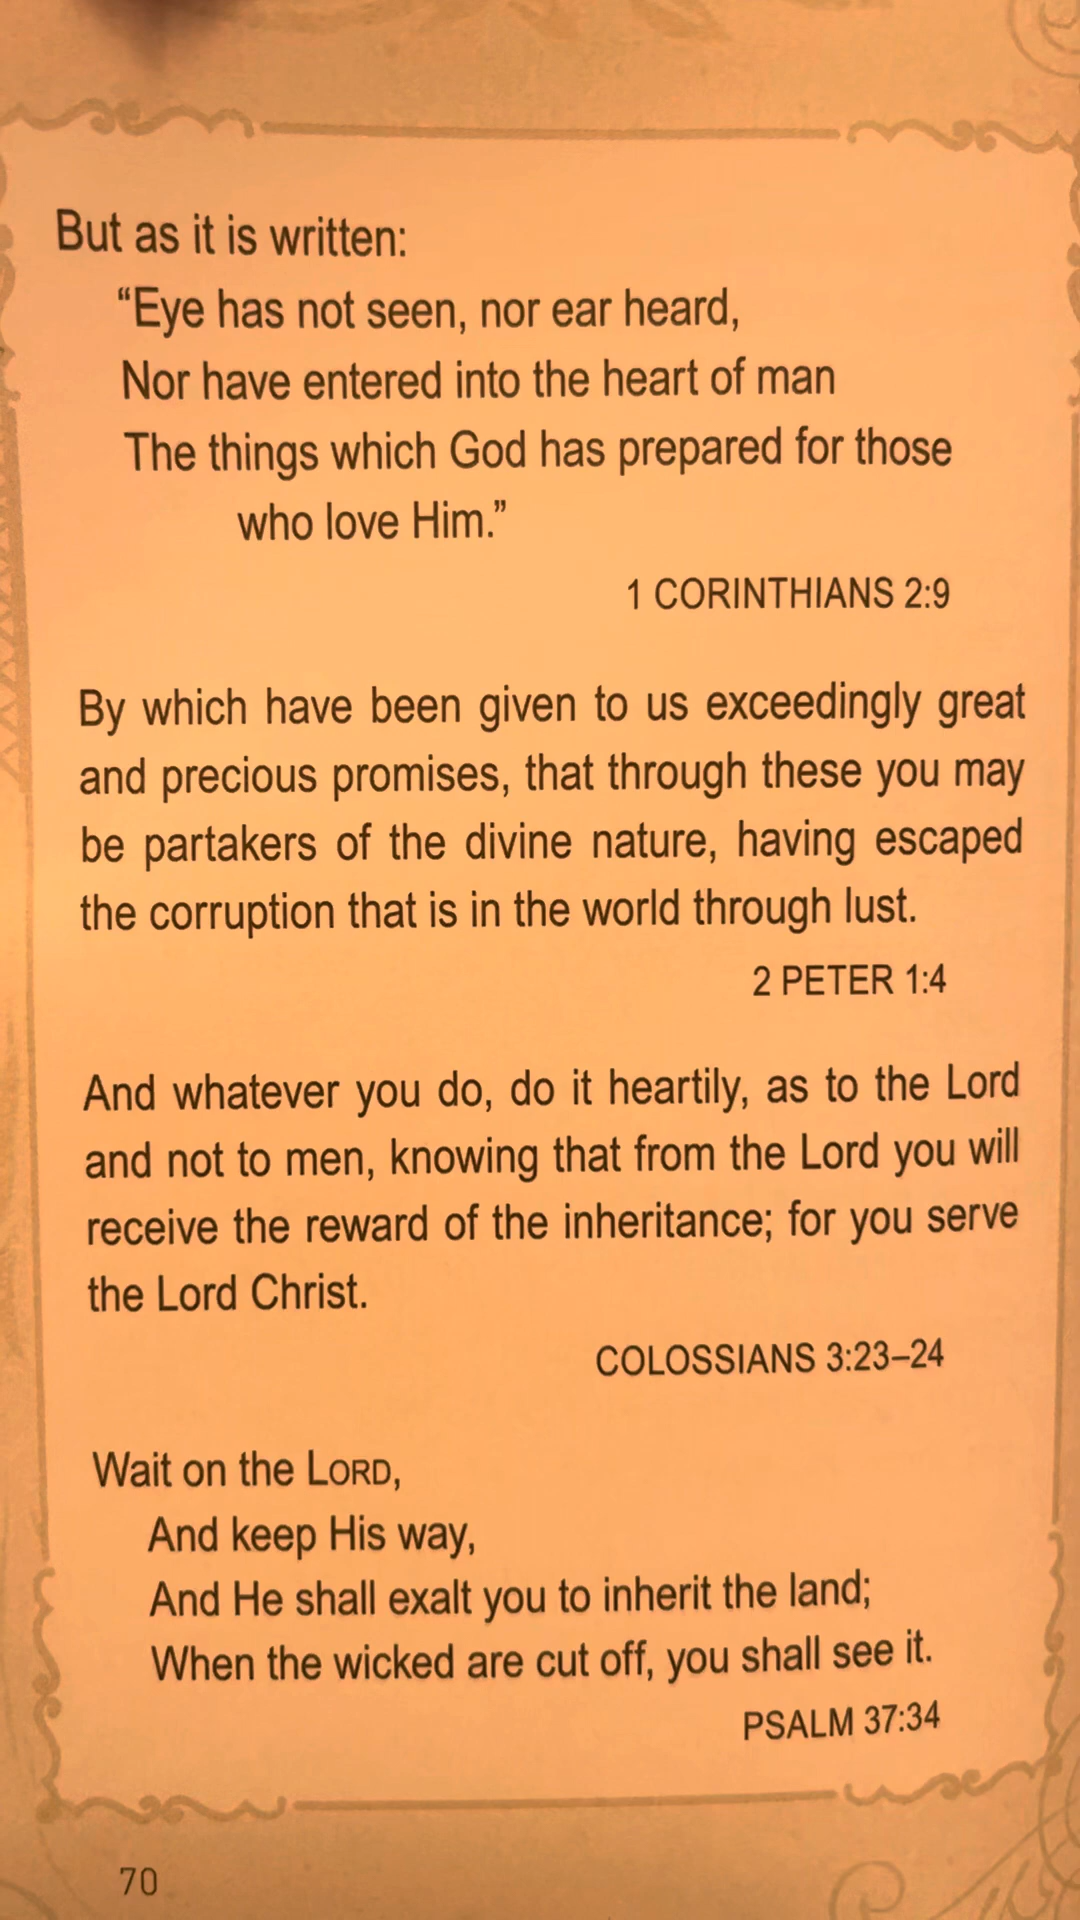 But as it is written:
“Eye has not seen, nor ear heard,
Nor have entered into the heart of man
The things which God has prepared for those
who love Him.”
1 CORINTHIANS 2:9
By which have been given to us exceedingly great
and precious promises, that through these you may
be partakers of the divine nature, having escaped
the corruption that is in the world through lust.
2 PETER 1:4
And whatever you do, do it heartily, as to the Lord
and not to men, knowing that from the Lord you will
receive the reward of the inheritance; for you serve
the Lord Christ.
COLOSSIANS 3:23–24
Wait on the LORD,
And keep His way,
And He shall exalt you to inherit the land;
When the wicked are cut off, you shall see it.
PSALM 37:34
70